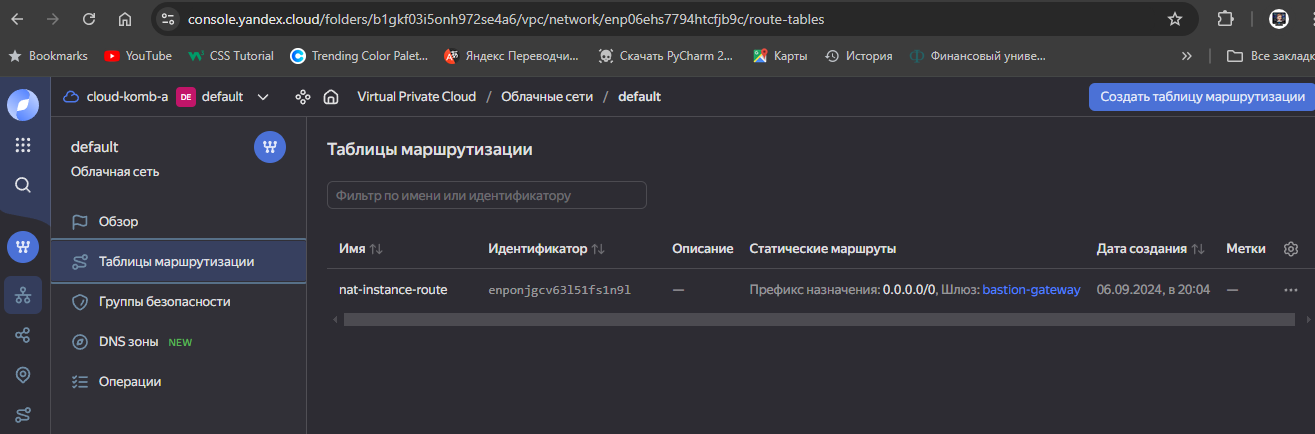 console.yandex.cloud/folders/b1gkf03i5onh972se4a6/vpc/network/enp06ehs7794htcfjb9c/route-tables
Bookmarks YouTube CSS Tutorial Trending Color Palet... Яндекс Переводчи... Скачать PyCharm 2... Карты История Финансовый униве... » Все заклад
cloud-komb-a DE default Virtual Private Cloud / Облачные сети / default Создать таблицу маршрутизации
default
Облачная сеть
Обзор
Таблицы маршрутизации
Группы безопасности
DNS зоны NEW
Операции
Таблицы маршрутизации
Фильтр по имени или идентификатору
Имя Идентификатор Описание Статические маршруты Дата создания Метки
nat-instance-route enponjgcv63l51fs1n9l — Префикс назначения: 0.0.0.0/0, Шлюз: bastion-gateway 06.09.2024, в 20:04 —